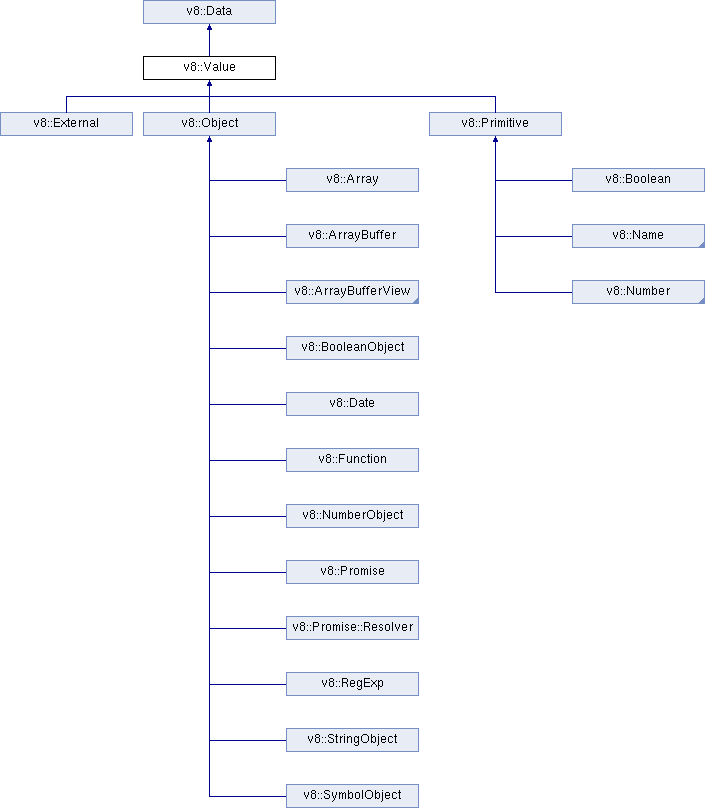 v8::Data
v8::Value
v8::External
v8::Object
v8::Primitive
v8::Array
v8::Boolean
v8::ArrayBuffer
v8::Name
v8::ArrayBufferView
v8::Number
v8::BooleanObject
v8::Date
v8::Function
v8::NumberObject
v8::Promise
v8::Promise::Resolver
v8::RegExp
v8::StringObject
v8::SymbolObject